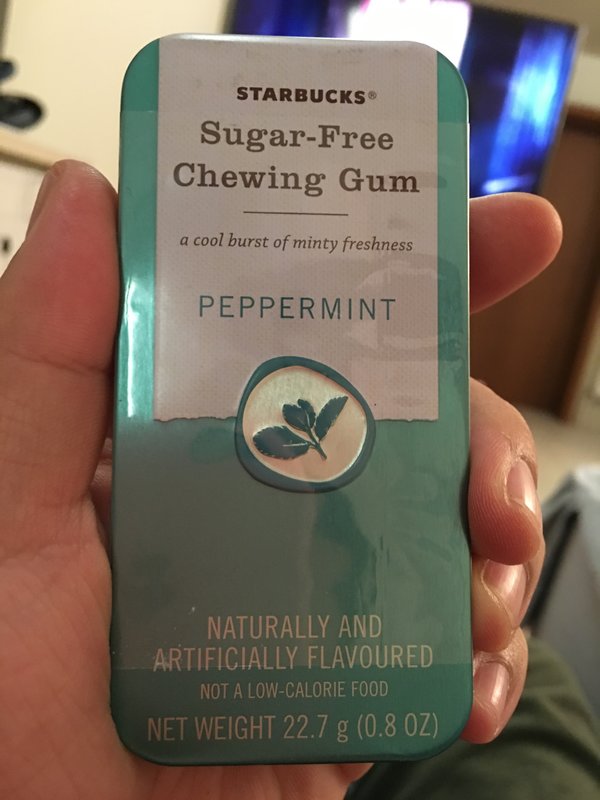 STARBUCKS®
Sugar-Free
Chewing Gum
a cool burst of minty freshness
PEPPERMINT
NATURALLY AND
ARTIFICIALLY FLAVOURED
NOT A LOW-CALORIE FOOD
NET WEIGHT 22.7 g (0.8 OZ)